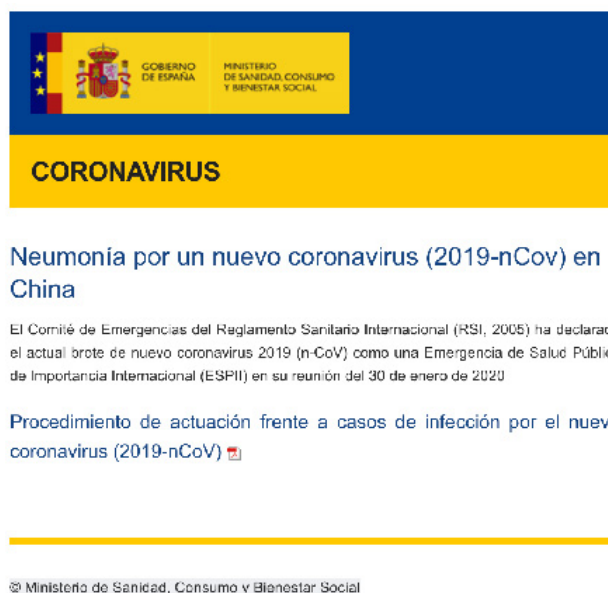 GOBIERNO
DE ESPAÑA
MINISTERIO
DE SANIDAD, CONSUMO
Y BIENESTAR SOCIAL
CORONAVIRUS
Neumonía por un nuevo coronavirus (2019-nCov) en
China
El Comité de Emergencias del Reglamento Sanitario Internacional (RSI, 2005) ha declarad
el actual brote de nuevo coronavirus 2019 (n-CoV) como una Emergencia de Salud Públic
de Importancia Internacional (ESPII) en su reunión del 30 de enero de 2020
Procedimiento de actuación frente a casos de infección por el nuev
coronavirus (2019-nCoV)
© Ministerio de Sanidad, Consumo y Bienestar Social